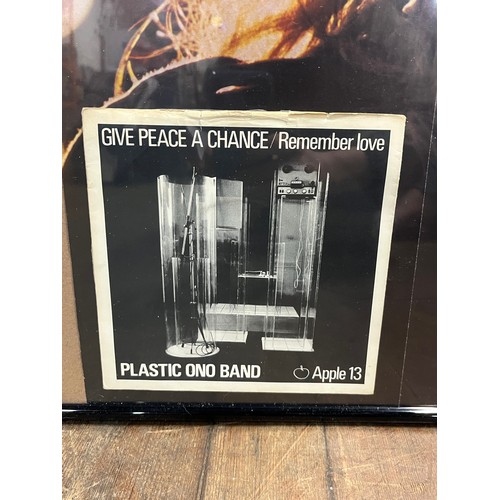 GIVE PEACE A CHANCE/Remember love
PLASTIC ONO BAND Apple 13